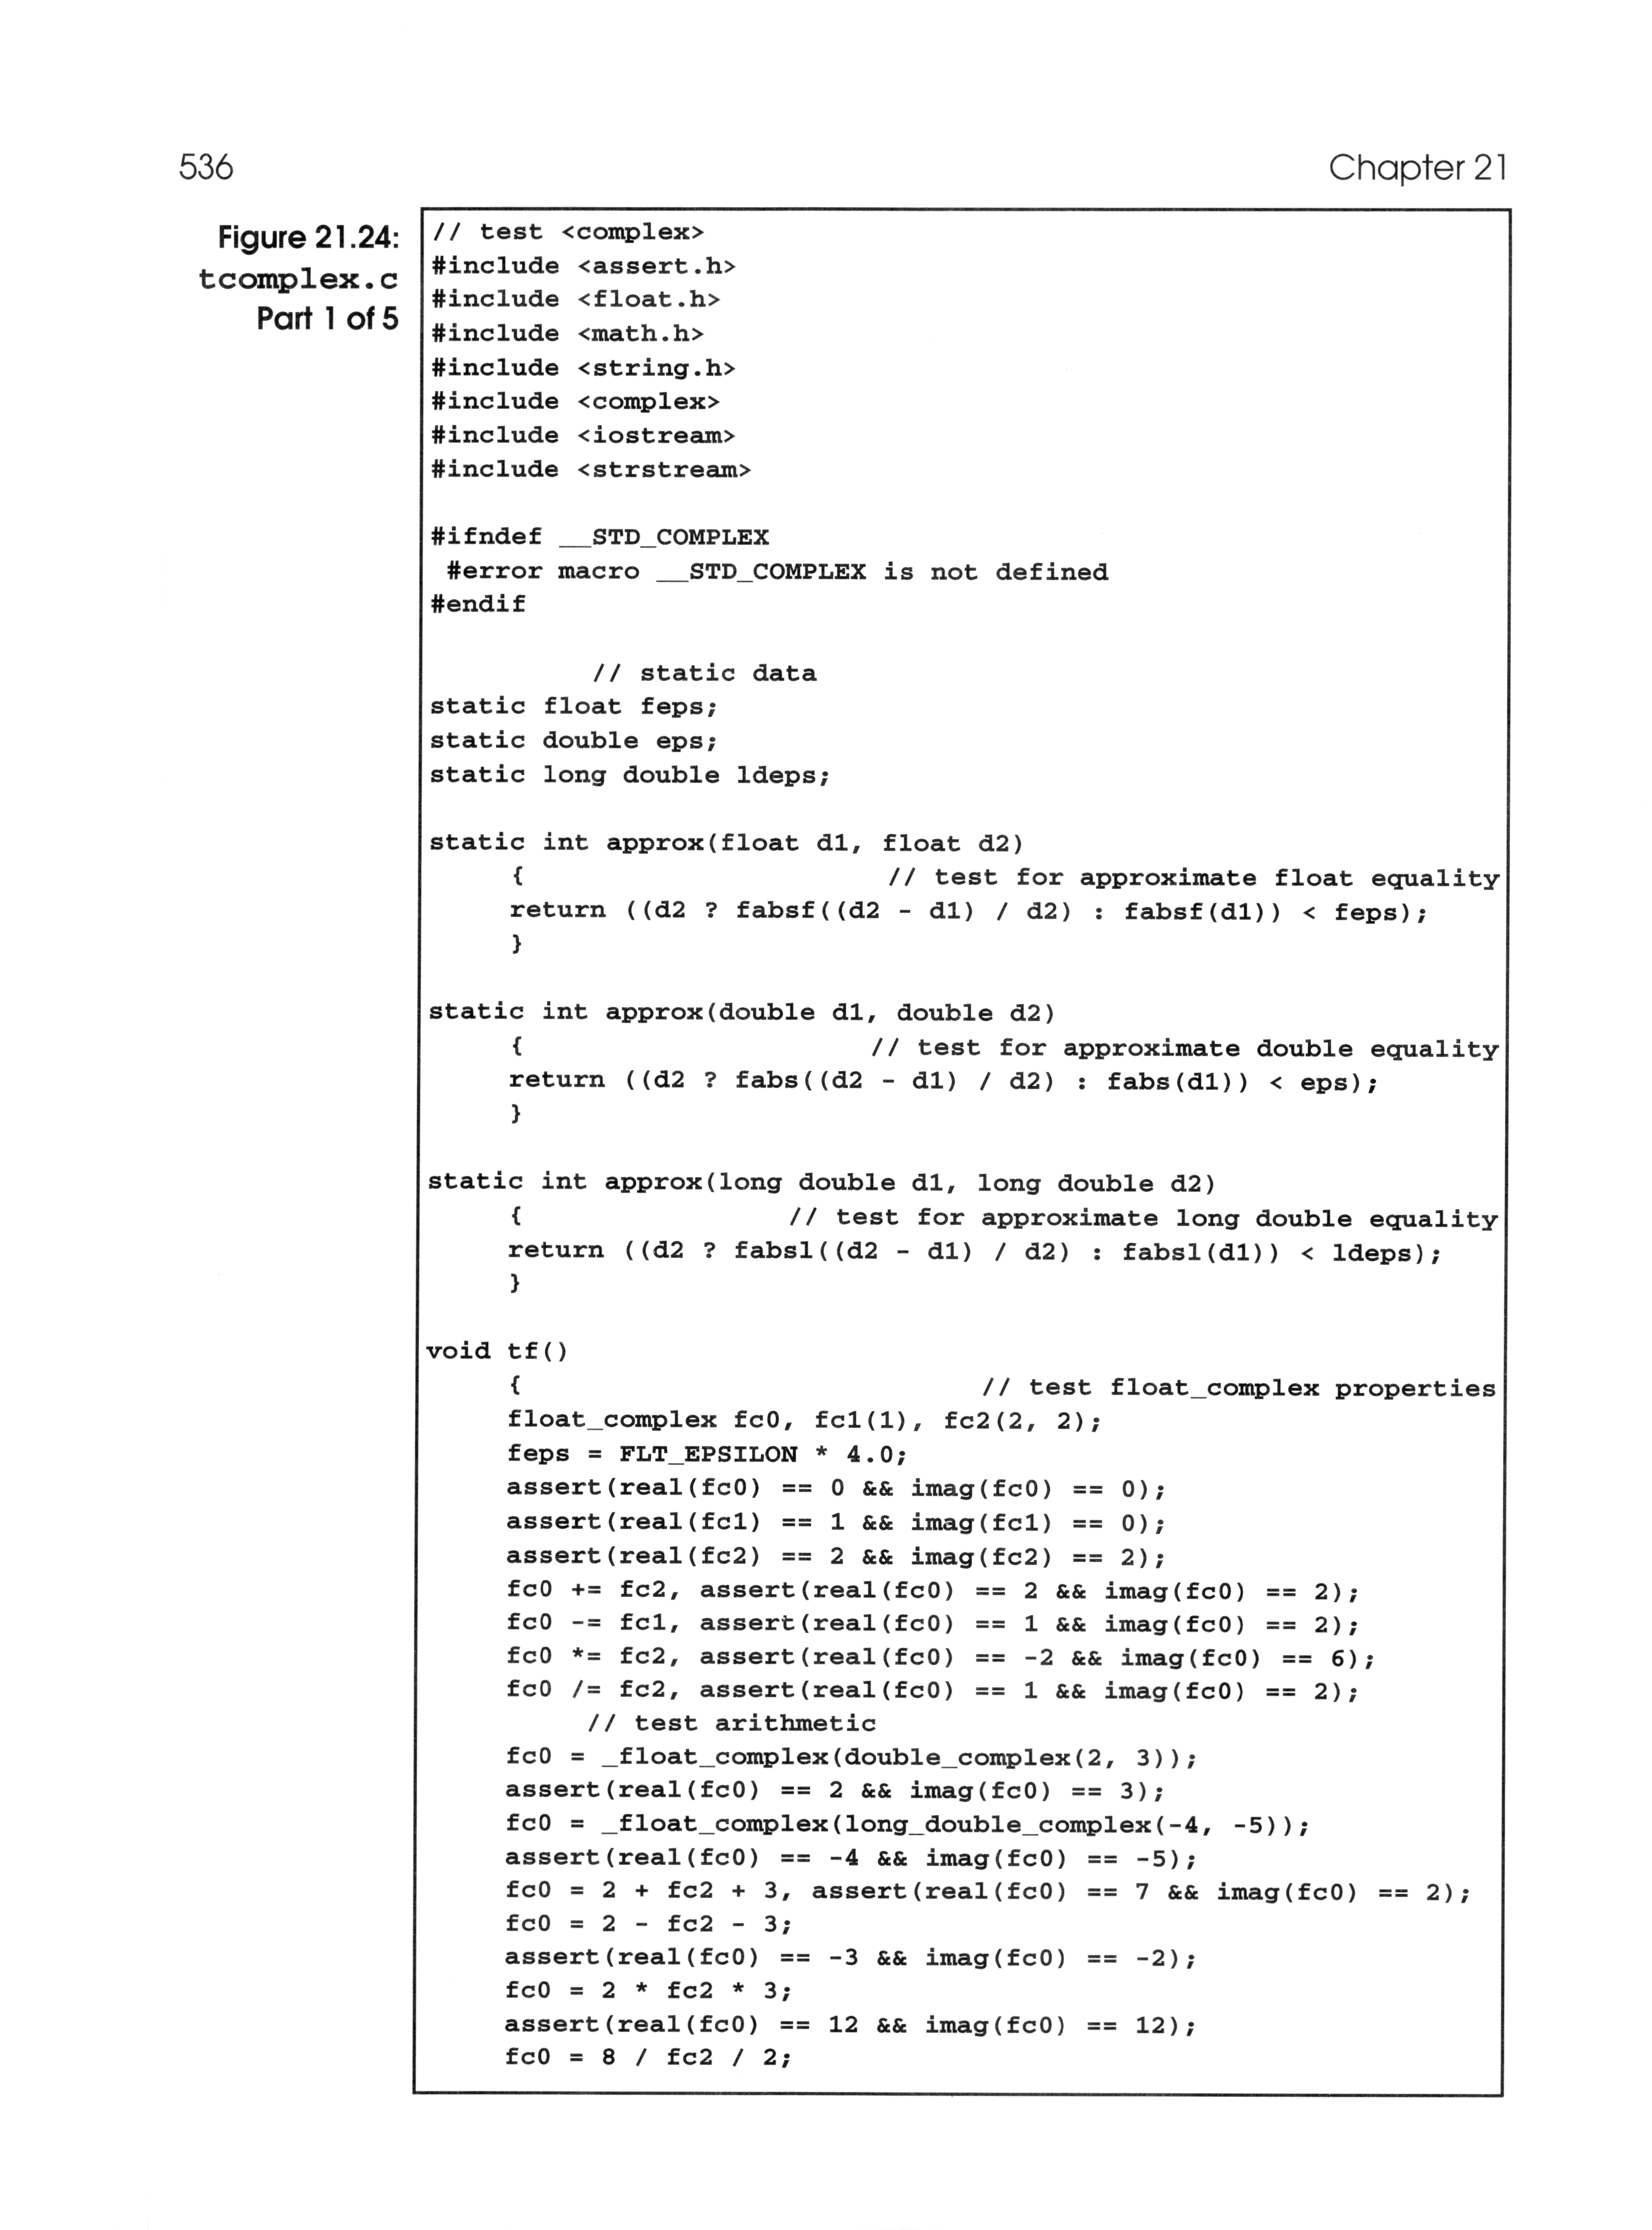 536
Chapter 21
Figure 21.24:
tcomplex.c
Part 1 of 5
// test <complex>
#include <assert.h>
#include <float.h>
#include <math.h>
#include <string.h>
#include <complex>
#include <iostream>
#include <strstream>
#ifndef __STD_COMPLEX
#error macro __STD_COMPLEX is not defined
#endif
// static data
static float feps;
static double eps;
static long double ldeps;
static int approx(float d1, float d2)
{ // test for approximate float equality
return ((d2 ? fabsf((d2 - d1) / d2) : fabsf(d1)) < feps);
}
static int approx(double d1, double d2)
{ // test for approximate double equality
return ((d2 ? fabs((d2 - d1) / d2) : fabs(d1)) < eps);
}
static int approx(long double d1, long double d2)
{ // test for approximate long double equality
return ((d2 ? fabsl((d2 - d1) / d2) : fabsl(d1)) < ldeps);
}
void tf()
{ // test float_complex properties
float_complex fc0, fc1(1), fc2(2, 2);
feps = FLT_EPSILON * 4.0;
assert(real(fc0) == 0 && imag(fc0) == 0);
assert(real(fc1) == 1 && imag(fc1) == 0);
assert(real(fc2) == 2 && imag(fc2) == 2);
fc0 += fc2, assert(real(fc0) == 2 && imag(fc0) == 2);
fc0 -= fc1, assert(real(fc0) == 1 && imag(fc0) == 2);
fc0 *= fc2, assert(real(fc0) == -2 && imag(fc0) == 6);
fc0 /= fc2, assert(real(fc0) == 1 && imag(fc0) == 2);
// test arithmetic
fc0 = _float_complex(double_complex(2, 3));
assert(real(fc0) == 2 && imag(fc0) == 3);
fc0 = _float_complex(long_double_complex(-4, -5));
assert(real(fc0) == -4 && imag(fc0) == -5);
fc0 = 2 + fc2 + 3, assert(real(fc0) == 7 && imag(fc0) == 2);
fc0 = 2 - fc2 - 3;
assert(real(fc0) == -3 && imag(fc0) == -2);
fc0 = 2 * fc2 * 3;
assert(real(fc0) == 12 && imag(fc0) == 12);
fc0 = 8 / fc2 / 2;